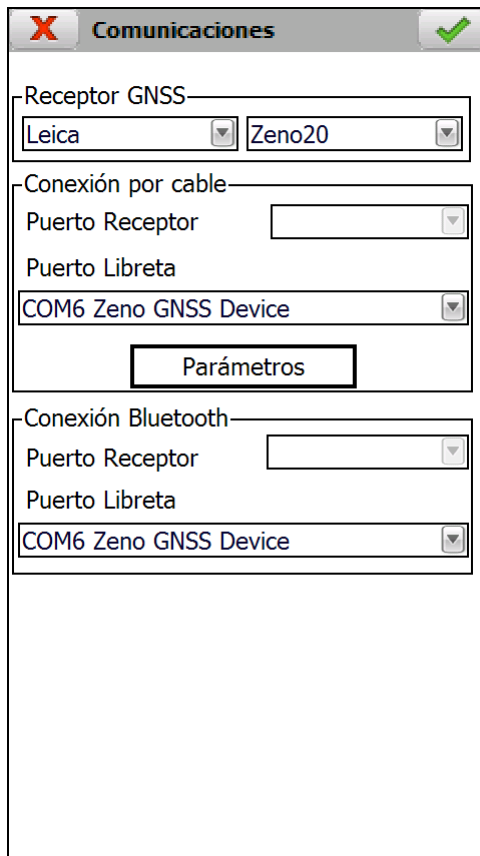 Comunicaciones
Receptor GNSS
Leica Zeno20
Conexión por cable
Puerto Receptor
Puerto Libreta
COM6 Zeno GNSS Device
Parámetros
Conexión Bluetooth
Puerto Receptor
Puerto Libreta
COM6 Zeno GNSS Device